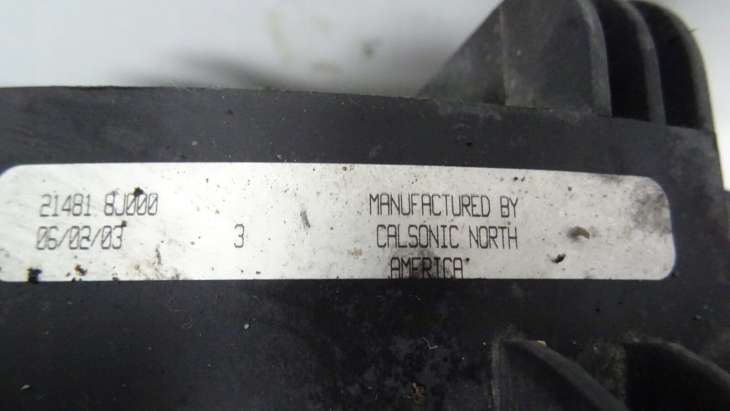 21481 8J000 MANUFACTURED BY
06/02/03 3 CALSONIC NORTH
AMERICA